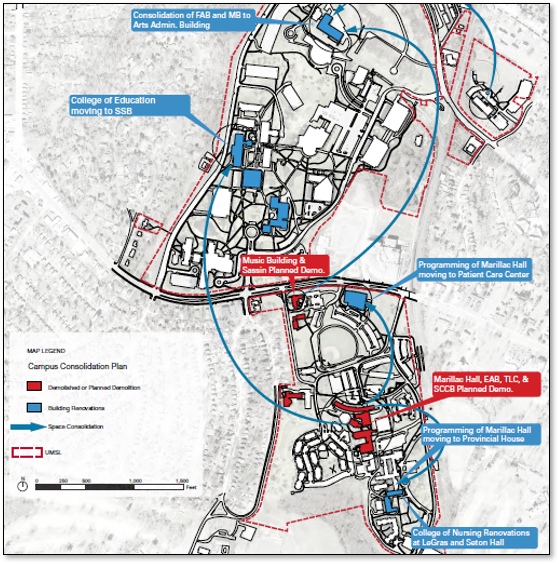 Consolidation of FAB and MB to
Arts Admin. Building
College of Education
moving to SSB
Music Building &
Sassin Planned Demo.
Programming of Marillac Hall
moving to Patient Care Center
MAP LEGEND
Campus Consolidation Plan
Demolished or Planned Demolition
Building Renovations
Space Consolidation
UMSL
N
0 250 500 1,000 1,500
Feet
Marillac Hall, EAB, TLC, &
SCCB Planned Demo.
Programming of Marillac Hall
moving to Provincial House
College of Nursing Renovations
at LeGras and Seton Hall